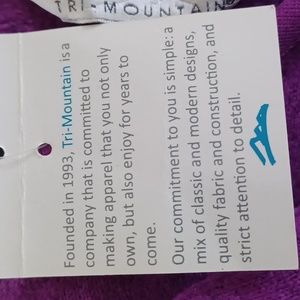 TRI-MOUNTAIN
Founded in 1993, Tri-Mountain is a
company that is committed to
making apparel that you not only
own, but also enjoy for years to
come.
Our commitment to you is simple: a
mix of classic and modern designs,
quality fabric and construction, and
strict attention to detail.